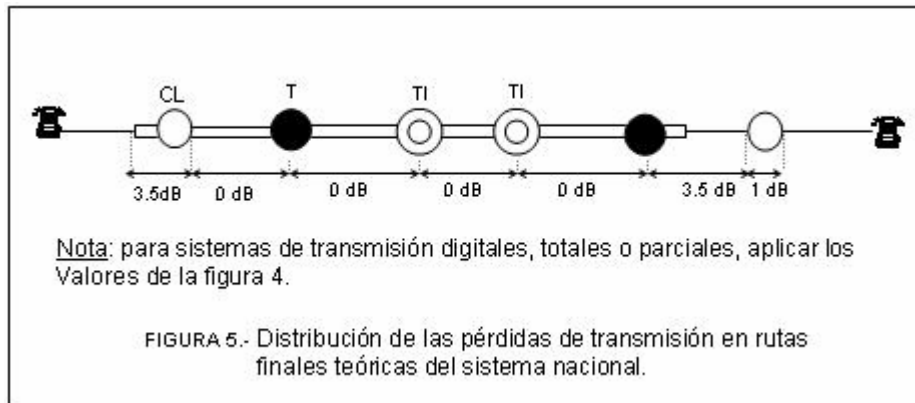 CL T TI TI
3.5dB 0 dB 0 dB 0 dB 0 dB 3.5 dB 1 dB
Nota: para sistemas de transmisión digitales, totales o parciales, aplicar los
Valores de la figura 4.
FIGURA 5.- Distribución de las pérdidas de transmisión en rutas
finales teóricas del sistema nacional.